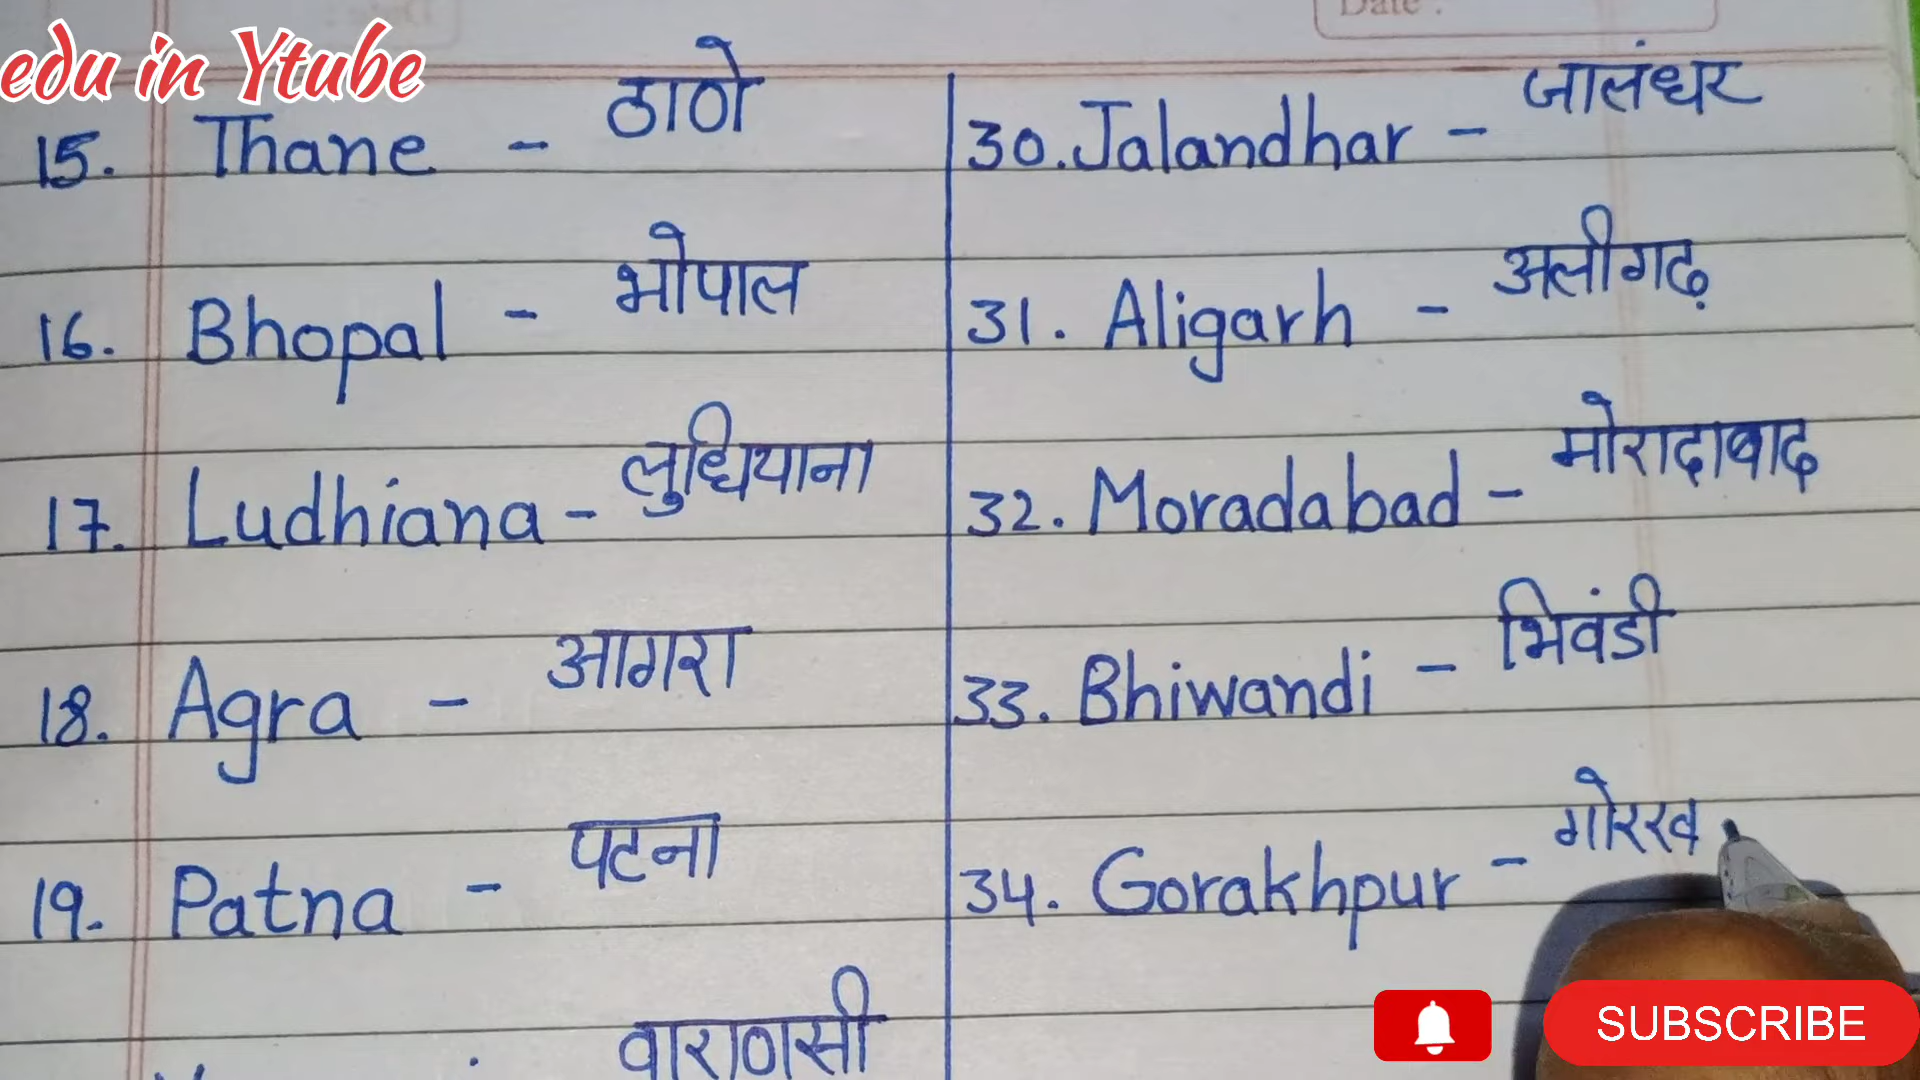 Date :
edu in Ytube
15. Thane - ठाणे
16. Bhopal - भोपाल
17. Ludhiana - लुधियाना
18. Agra - आगरा
19. Patna - पटना
वाराणसी
30. Jalandhar - जालंधर
31. Aligarh - अलीगढ़
32. Moradabad - मोरादाबाद
33. Bhiwandi - भिवंडी
34. Gorakhpur - गोरख
SUBSCRIBE